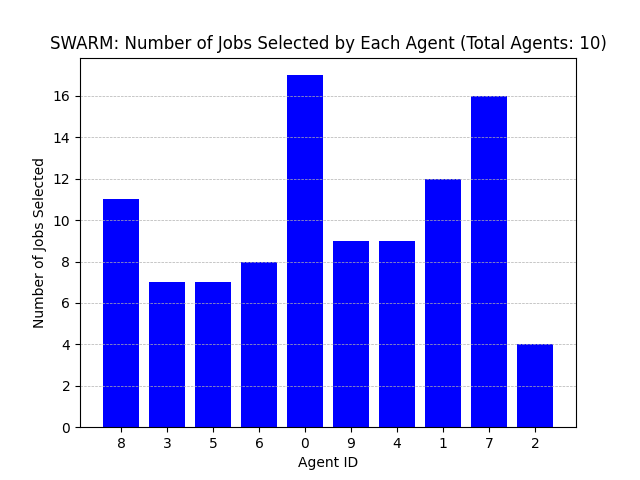 SWARM: Number of Jobs Selected by Each Agent (Total Agents: 10)
Number of Jobs Selected
16
14
12
10
8
6
4
2
0
8 3 5 6 0 9 4 1 7 2
Agent ID